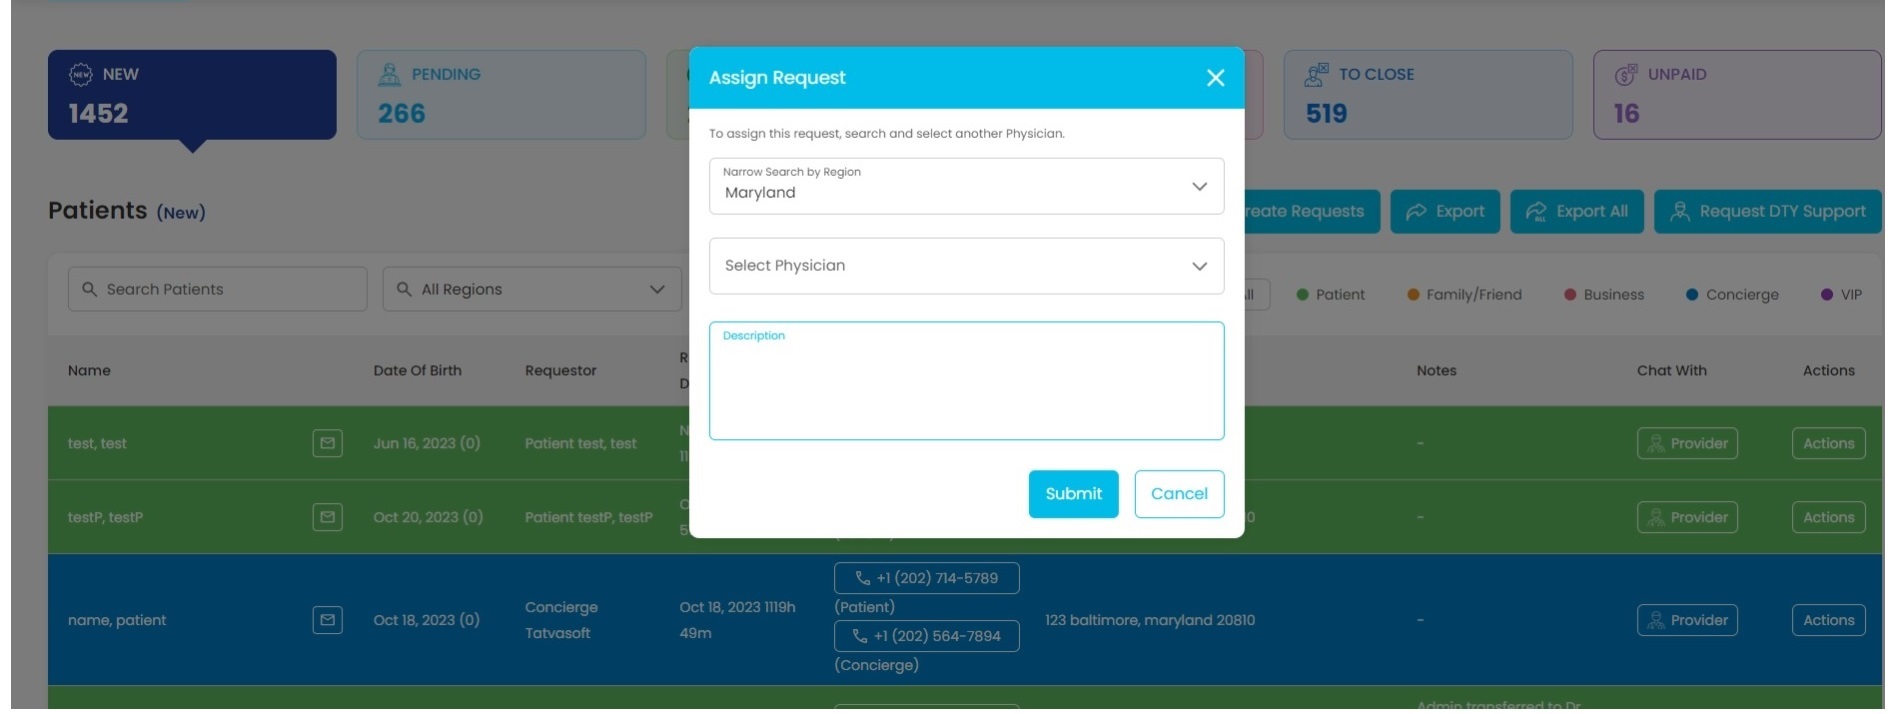 NEW
1452
PENDING
266
TO CLOSE
519
UNPAID
16
Assign Request
To assign this request, search and select another Physician.
Narrow Search by Region
Maryland
Select Physician
Description
Submit
Cancel
Patients (New)
reate Requests
Export
Export All
Request DTY Support
Search Patients
All Regions
Patient
Family/Friend
Business
Concierge
VIP
Name
Date Of Birth
Requestor
Notes
Chat With
Actions
test, test
Jun 16, 2023 (0)
Patient test, test
-
Provider
Actions
testP, testP
Oct 20, 2023 (0)
Patient testP, testP
-
Provider
Actions
name, patient
Oct 18, 2023 (0)
Concierge
Tatvasoft
Oct 18, 2023 1119h
49m
+1 (202) 714-5789
(Patient)
+1 (202) 564-7894
(Concierge)
123 baltimore, maryland 20810
-
Provider
Actions
Admin transferred to Dr